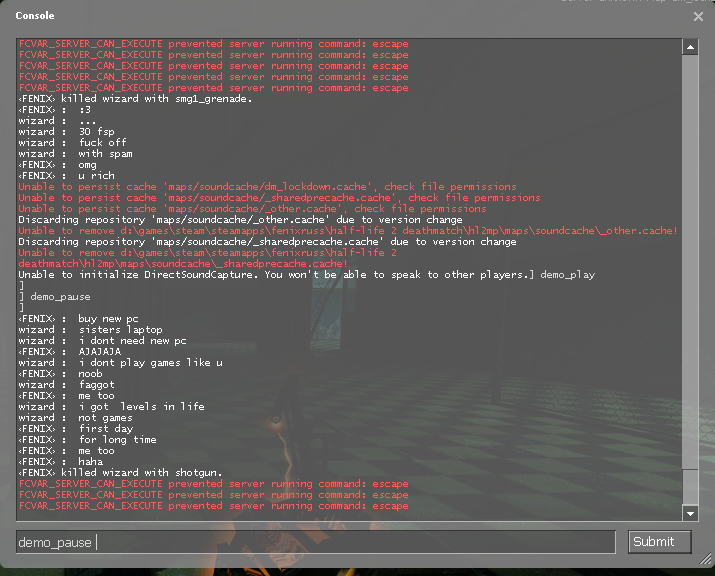 Console
FCVAR_SERVER_CAN_EXECUTE prevented server running command: escape
FCVAR_SERVER_CAN_EXECUTE prevented server running command: escape
FCVAR_SERVER_CAN_EXECUTE prevented server running command: escape
FCVAR_SERVER_CAN_EXECUTE prevented server running command: escape
FCVAR_SERVER_CAN_EXECUTE prevented server running command: escape
‹FENIX› killed wizard with smg1_grenade.
‹FENIX› :  :3
wizard :  ...
wizard :  30 fsp
wizard :  fuck off
wizard :  with spam
‹FENIX› :  omg
‹FENIX› :  u rich
Unable to persist cache 'maps/soundcache/dm_lockdown.cache', check file permissions
Unable to persist cache 'maps/soundcache/_sharedprecache.cache', check file permissions
Unable to persist cache 'maps/soundcache/_other.cache', check file permissions
Discarding repository 'maps/soundcache/_other.cache' due to version change
Unable to remove d:\games\steam\steamapps\fenixruss\half-life 2 deathmatch\hl2mp\maps\soundcache\_other.cache!
Discarding repository 'maps/soundcache/_sharedprecache.cache' due to version change
Unable to remove d:\games\steam\steamapps\fenixruss\half-life 2
deathmatch\hl2mp\maps\soundcache\_sharedprecache.cache!
Unable to initialize DirectSoundCapture. You won't be able to speak to other players.] demo_play
]
] demo_pause
]
‹FENIX› :  buy new pc
wizard :  sisters laptop
wizard :  i dont need new pc
‹FENIX› :  AJAJAJA
wizard :  i dont play games like u
‹FENIX› :  noob
wizard :  faggot
‹FENIX› :  me too
wizard :  i got  levels in life
wizard :  not games
‹FENIX› :  first day
‹FENIX› :  for long time
‹FENIX› :  me too
‹FENIX› :  haha
‹FENIX› killed wizard with shotgun.
FCVAR_SERVER_CAN_EXECUTE prevented server running command: escape
FCVAR_SERVER_CAN_EXECUTE prevented server running command: escape
FCVAR_SERVER_CAN_EXECUTE prevented server running command: escape
demo_pause
Submit